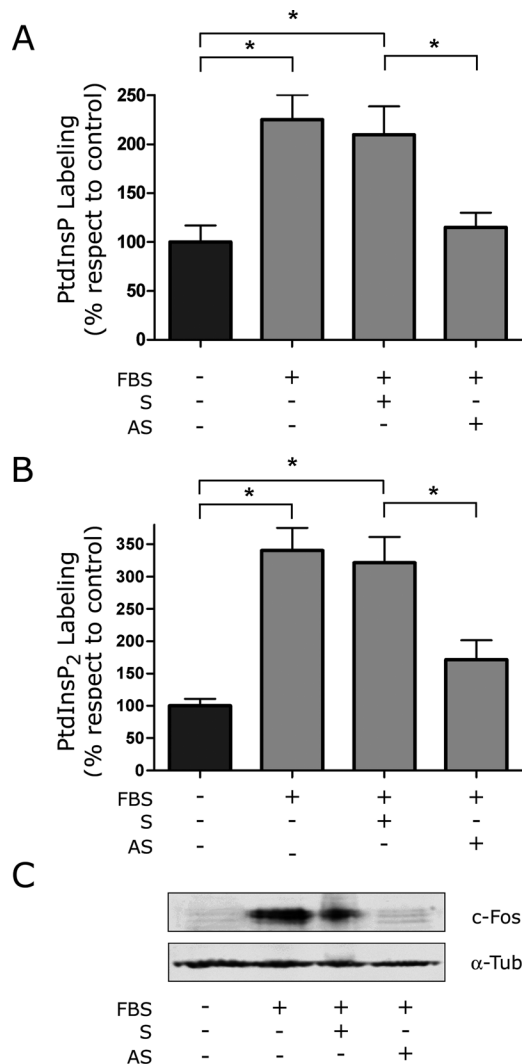 A
*
* *
PtdInsP Labeling
(% respect to control)
250
200
150
100
50
0
FBS - + + +
S - - + -
AS - - - +
B
*
* *
PtdInsP2 Labeling
(% respect to control)
350
300
250
200
150
100
50
0
FBS - + + +
S - - + -
AS - - - +
C
c-Fos
α-Tub
FBS - + + +
S - - + -
AS - - - +